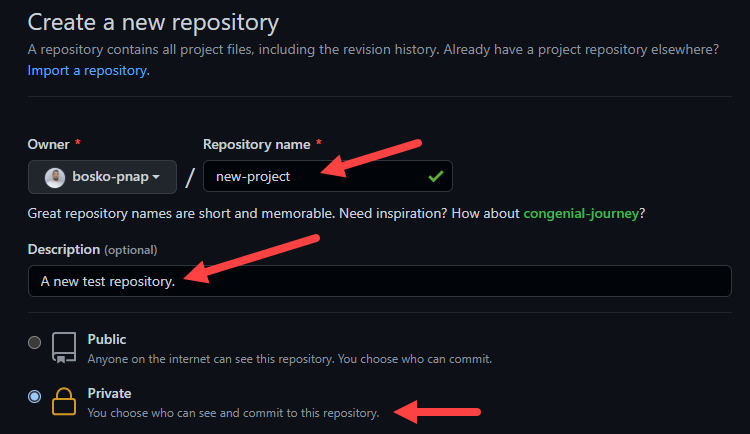 Create a new repository
A repository contains all project files, including the revision history. Already have a project repository elsewhere?
Import a repository.
Owner * Repository name *
bosko-pnap / new-project
Great repository names are short and memorable. Need inspiration? How about congenial-journey?
Description (optional)
A new test repository.
Public
Anyone on the internet can see this repository. You choose who can commit.
Private
You choose who can see and commit to this repository.